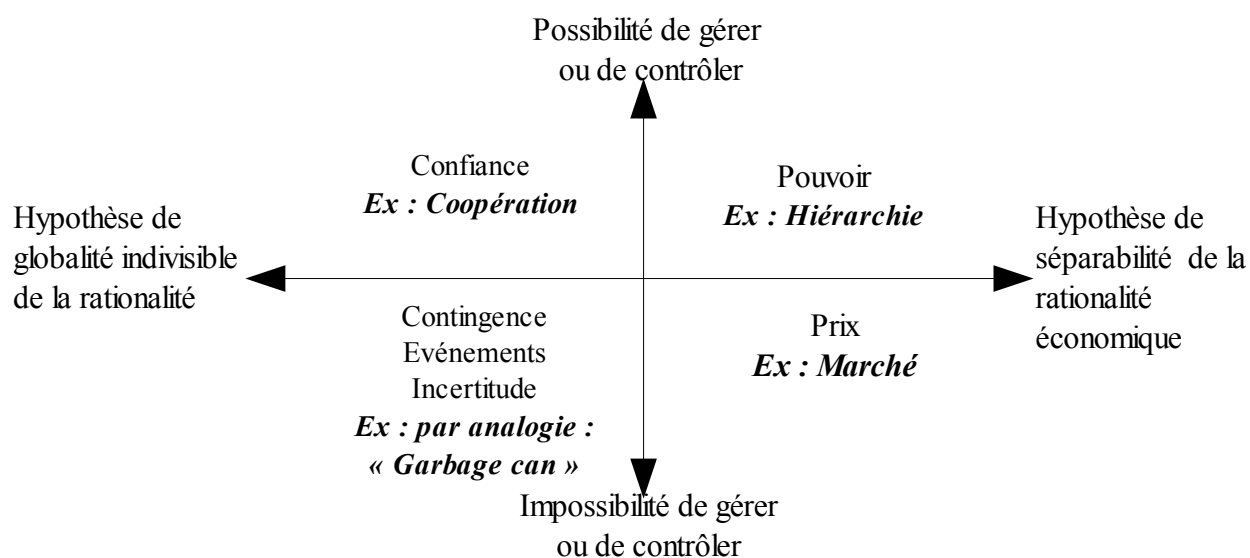 Possibilité de gérer
ou de contrôler
Confiance
Ex : Coopération
Pouvoir
Ex : Hiérarchie
Hypothèse de
globalité indivisible
de la rationalité
Hypothèse de
séparabilité de la
rationalité
économique
Contingence
Evénements
Incertitude
Ex : par analogie :
« Garbage can »
Prix
Ex : Marché
Impossibilité de gérer
ou de contrôler